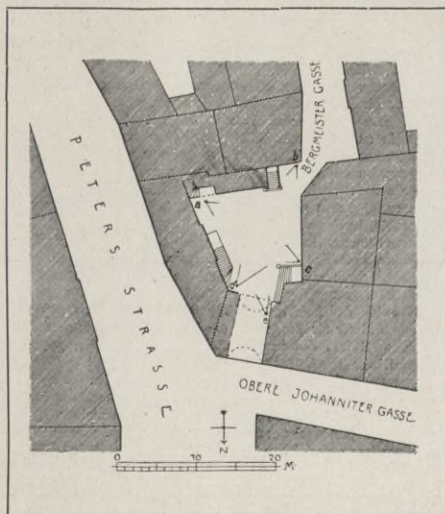 BERGMEISTER GASSE
PETERS STRASSE
b
a
e
d
c
OBERE JOHANNITER GASSE
N
0 10 20 M.